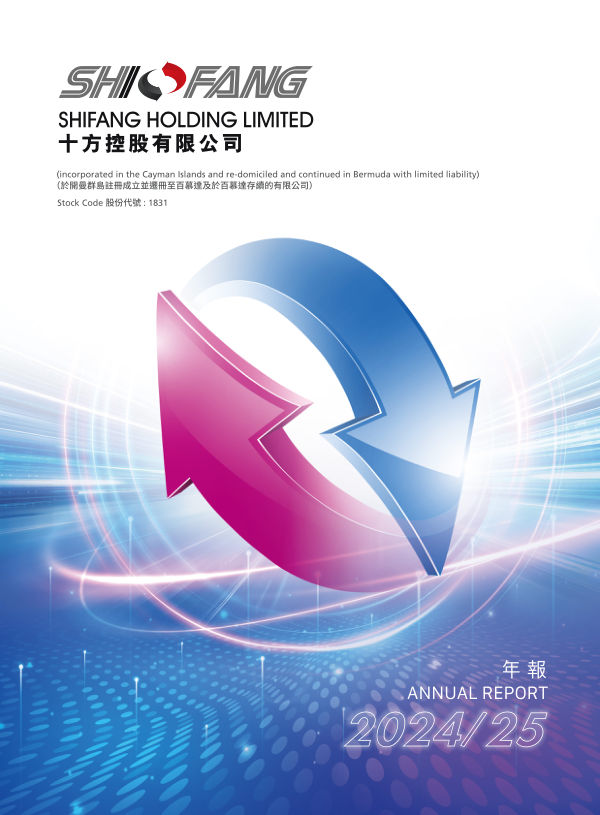 SHIFANG
SHIFANG HOLDING LIMITED
十方控股有限公司
(incorporated in the Cayman Islands and re-domiciled and continued in Bermuda with limited liability)
(於開曼群島註冊成立並遷冊至百慕達及於百慕達存續的有限公司)
Stock Code 股份代號 : 1831
年報
ANNUAL REPORT
2024/25